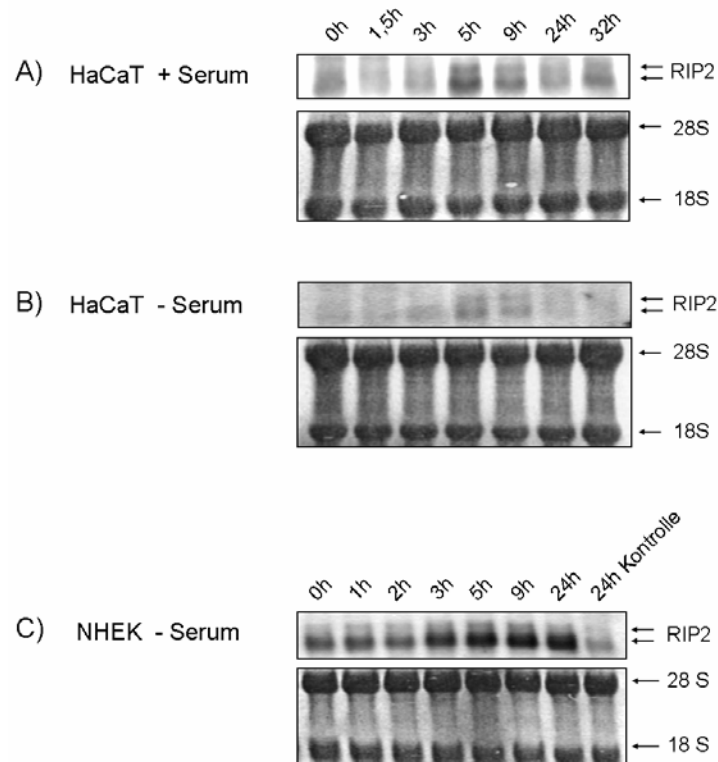 0h 1,5h 3h 5h 9h 24h 32h
A) HaCaT + Serum
RIP2
28S
18S
B) HaCaT - Serum
RIP2
28S
18S
0h 1h 2h 3h 5h 9h 24h 24h Kontrolle
C) NHEK - Serum
RIP2
28 S
18 S